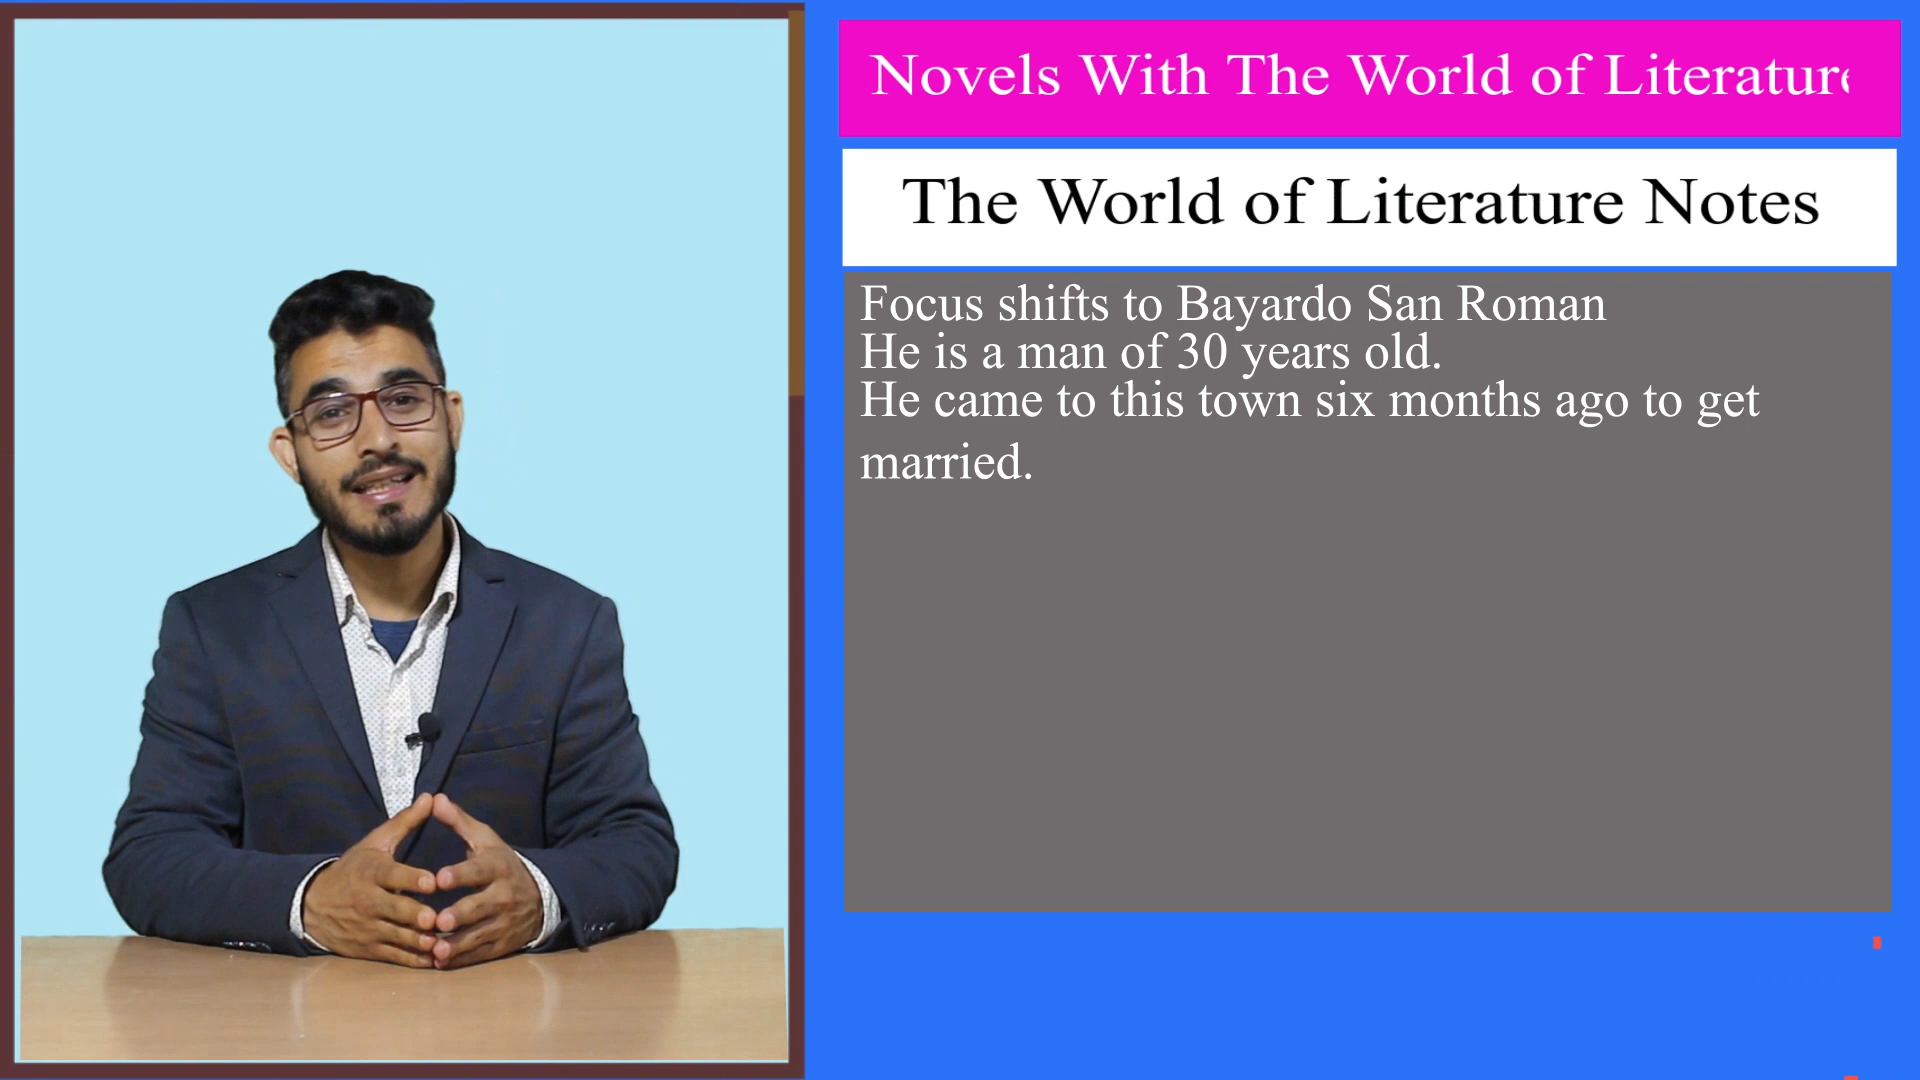 Novels With The World of Literature
The World of Literature Notes
Focus shifts to Bayardo San Roman
He is a man of 30 years old.
He came to this town six months ago to get
married.